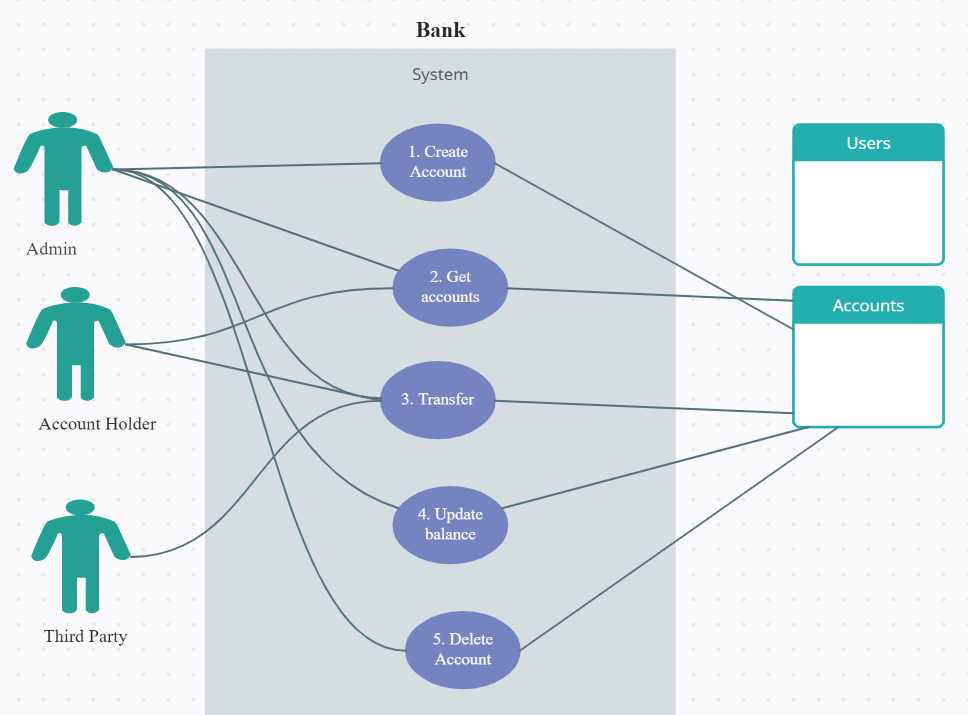 Bank
System
Admin
Account Holder
Third Party
1. Create
Account
2. Get
accounts
3. Transfer
4. Update
balance
5. Delete
Account
Users
Accounts